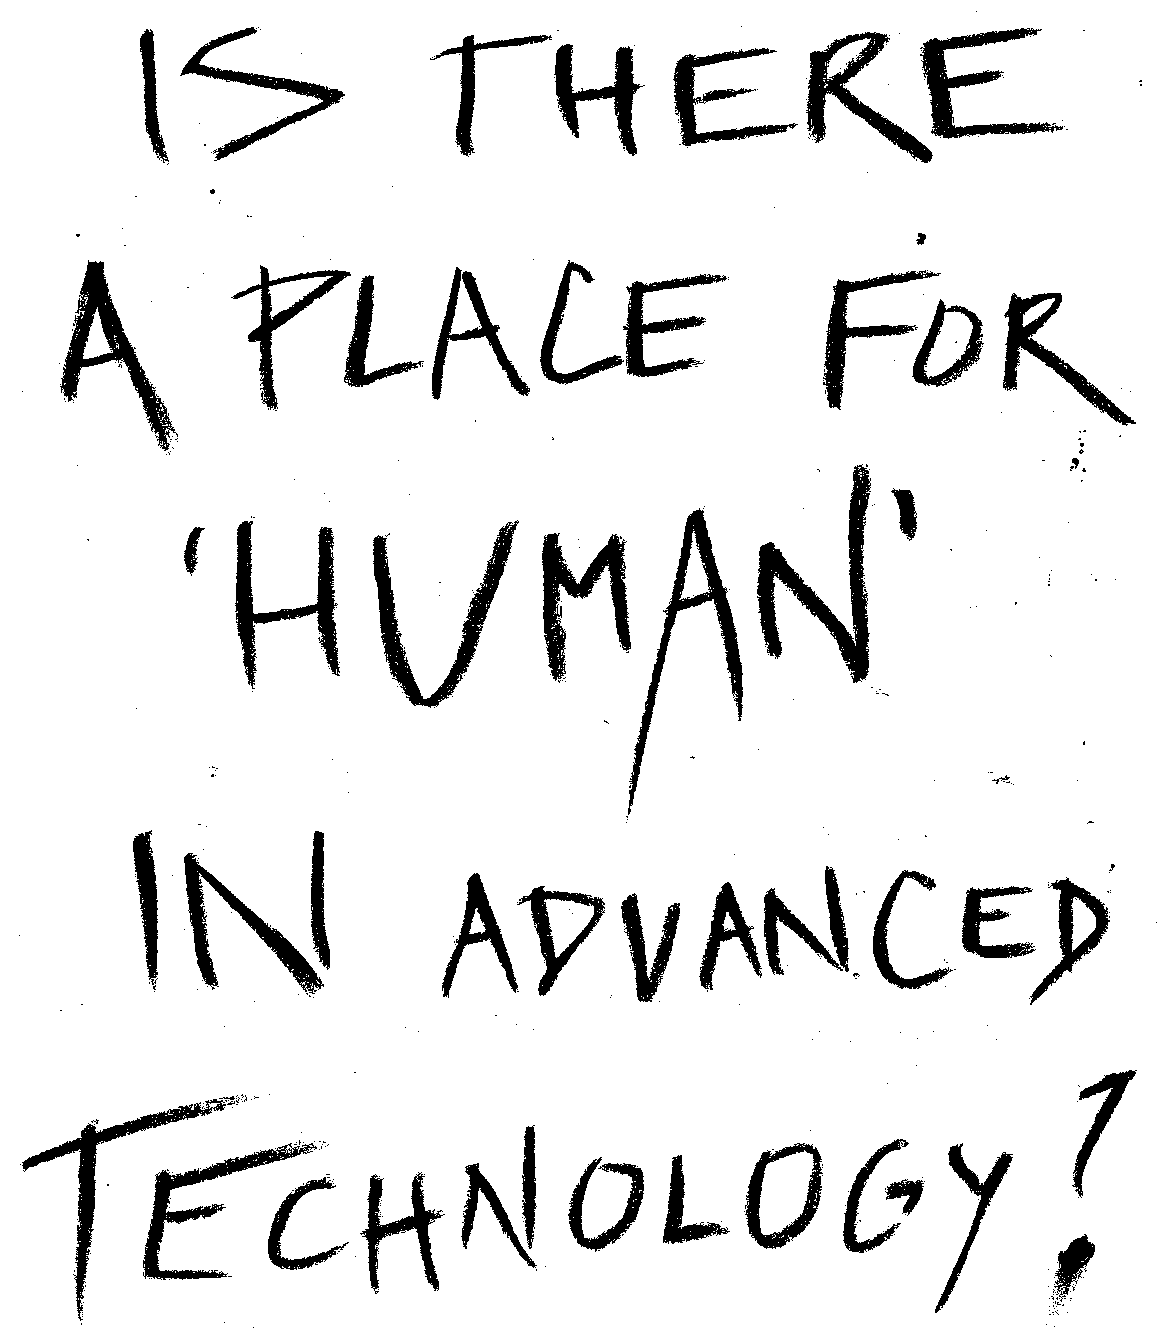 IS THERE
A PLACE FOR
'HUMAN'
IN ADVANCED
TECHNOLOGY?